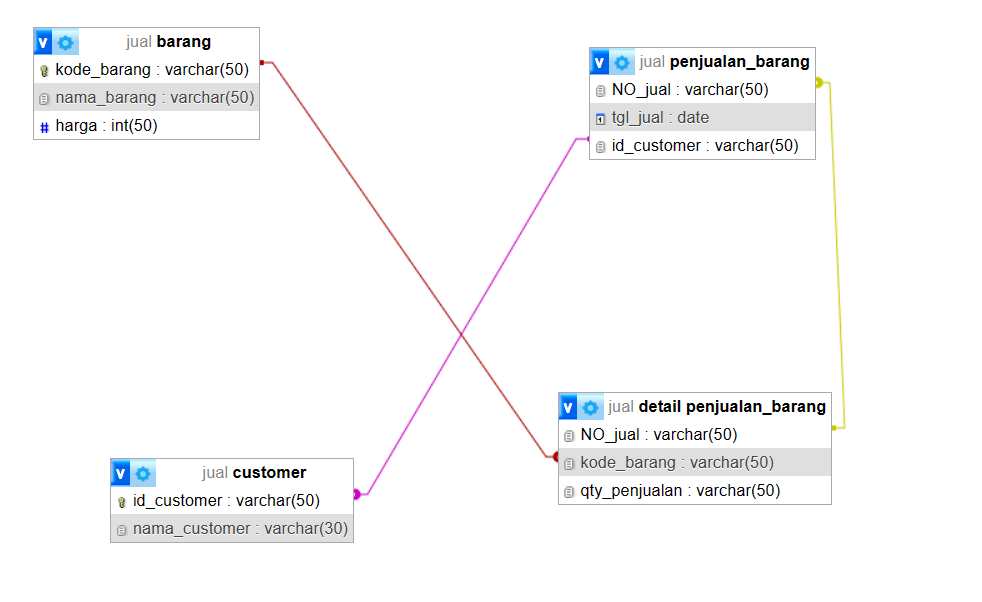 v jual barang
kode_barang : varchar(50)
nama_barang : varchar(50)
# harga : int(50)
v jual penjualan_barang
NO_jual : varchar(50)
tgl_jual : date
id_customer : varchar(50)
v jual detail penjualan_barang
NO_jual : varchar(50)
kode_barang : varchar(50)
qty_penjualan : varchar(50)
v jual customer
id_customer : varchar(50)
nama_customer : varchar(30)